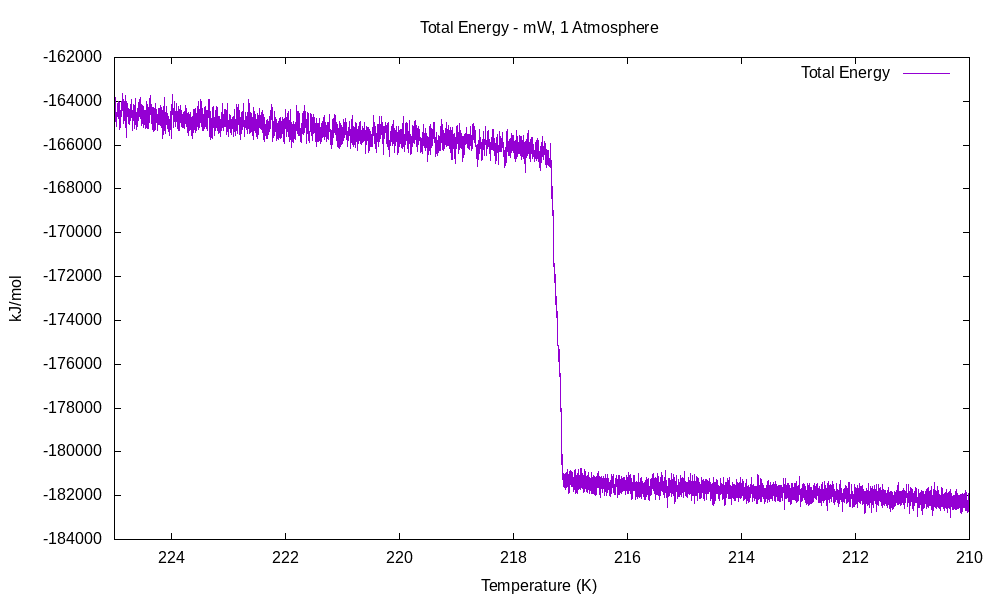 Total Energy - mW, 1 Atmosphere
Total Energy
-162000
-164000
-166000
-168000
-170000
-172000
-174000
-176000
-178000
-180000
-182000
-184000
kJ/mol
224 222 220 218 216 214 212 210
Temperature (K)